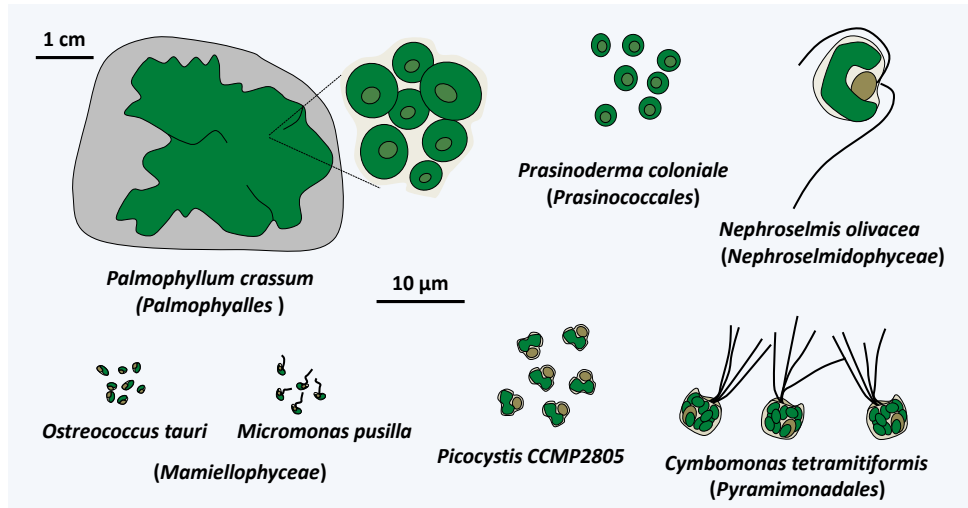 1 cm
Palmophyllum crassum
(Palmophyalles )
10 µm
Prasinoderma coloniale
(Prasinococcales)
Nephroselmis olivacea
(Nephroselmidophyceae)
Ostreococcus tauri
Micromonas pusilla
(Mamiellophyceae)
Picocystis CCMP2805
Cymbomonas tetramitiformis
(Pyramimonadales)